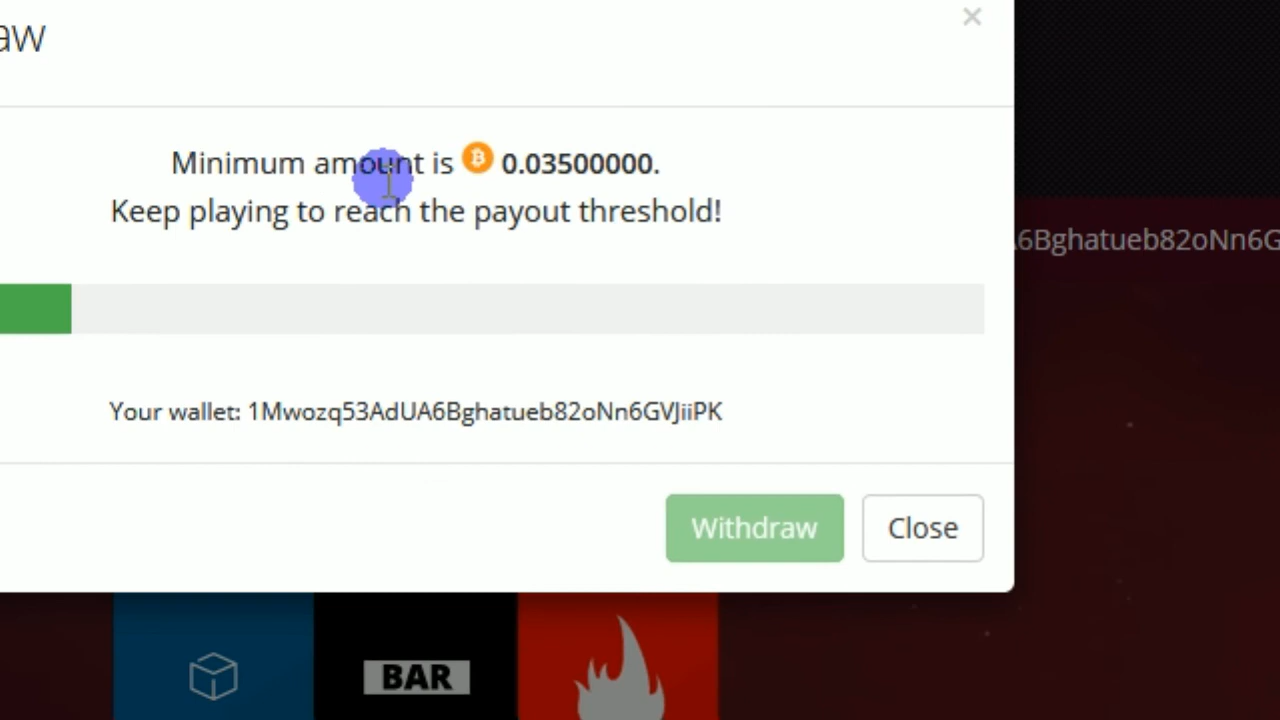 aw
×
Minimum amount is 0.03500000.
Keep playing to reach the payout threshold!
6Bghatueb82oNn6G
Your wallet: 1Mwozq53AdUA6Bghatueb82oNn6GVJiiPK
Withdraw
Close
BAR